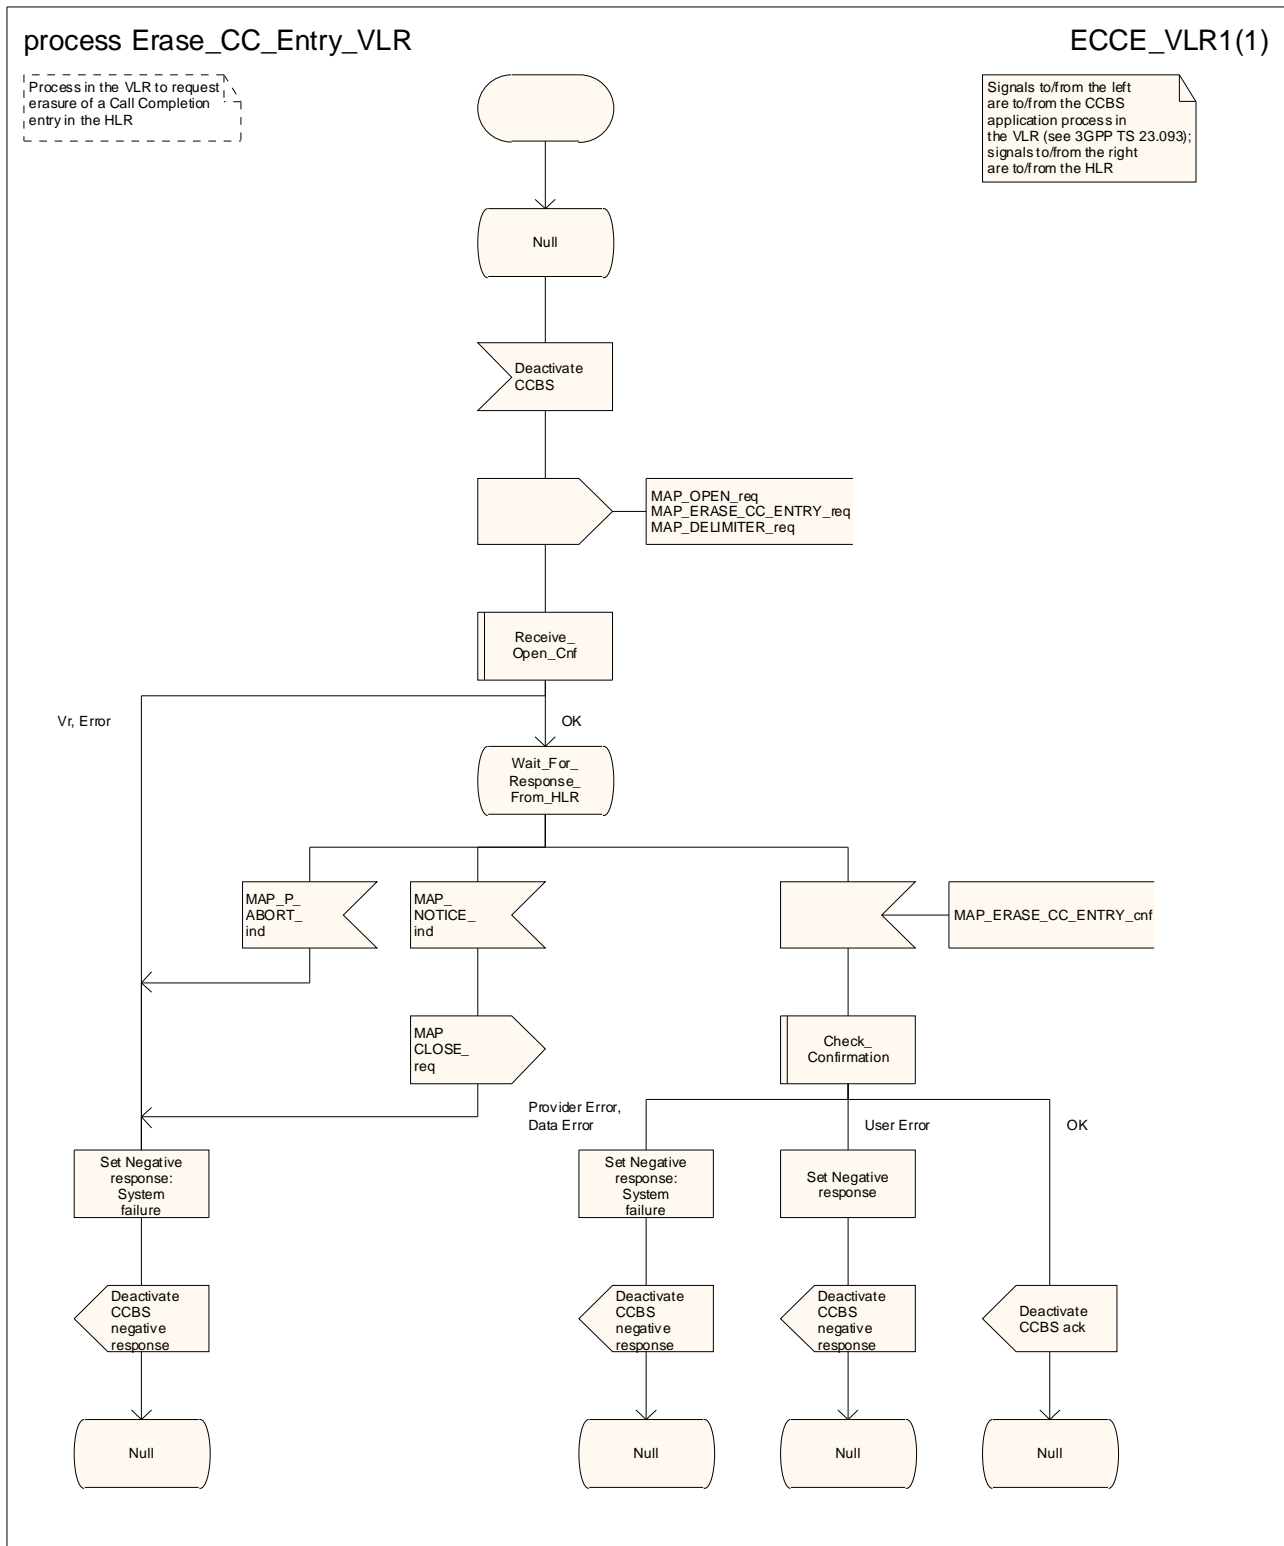 process Erase_CC_Entry_VLR
ECCE_VLR1(1)
Process in the VLR to request
erasure of a Call Completion
entry in the HLR
Signals to/from the left
are to/from the CCBS
application process in
the VLR (see 3GPP TS 23.093);
signals to/from the right
are to/from the HLR
Null
Deactivate
CCBS
MAP_OPEN_req
MAP_ERASE_CC_ENTRY_req
MAP_DELIMITER_req
Receive_
Open_Cnf
Vr, Error
OK
Wait_For_
Response_
From_HLR
MAP_P_
ABORT_
ind
MAP_
NOTICE_
ind
MAP_ERASE_CC_ENTRY_cnf
MAP
CLOSE_
req
Check_
Confirmation
Provider Error,
Data Error
User Error
OK
Set Negative
response:
System
failure
Set Negative
response:
System
failure
Set Negative
response
Deactivate
CCBS
negative
response
Deactivate
CCBS
negative
response
Deactivate
CCBS
negative
response
Deactivate
CCBS ack
Null
Null
Null
Null